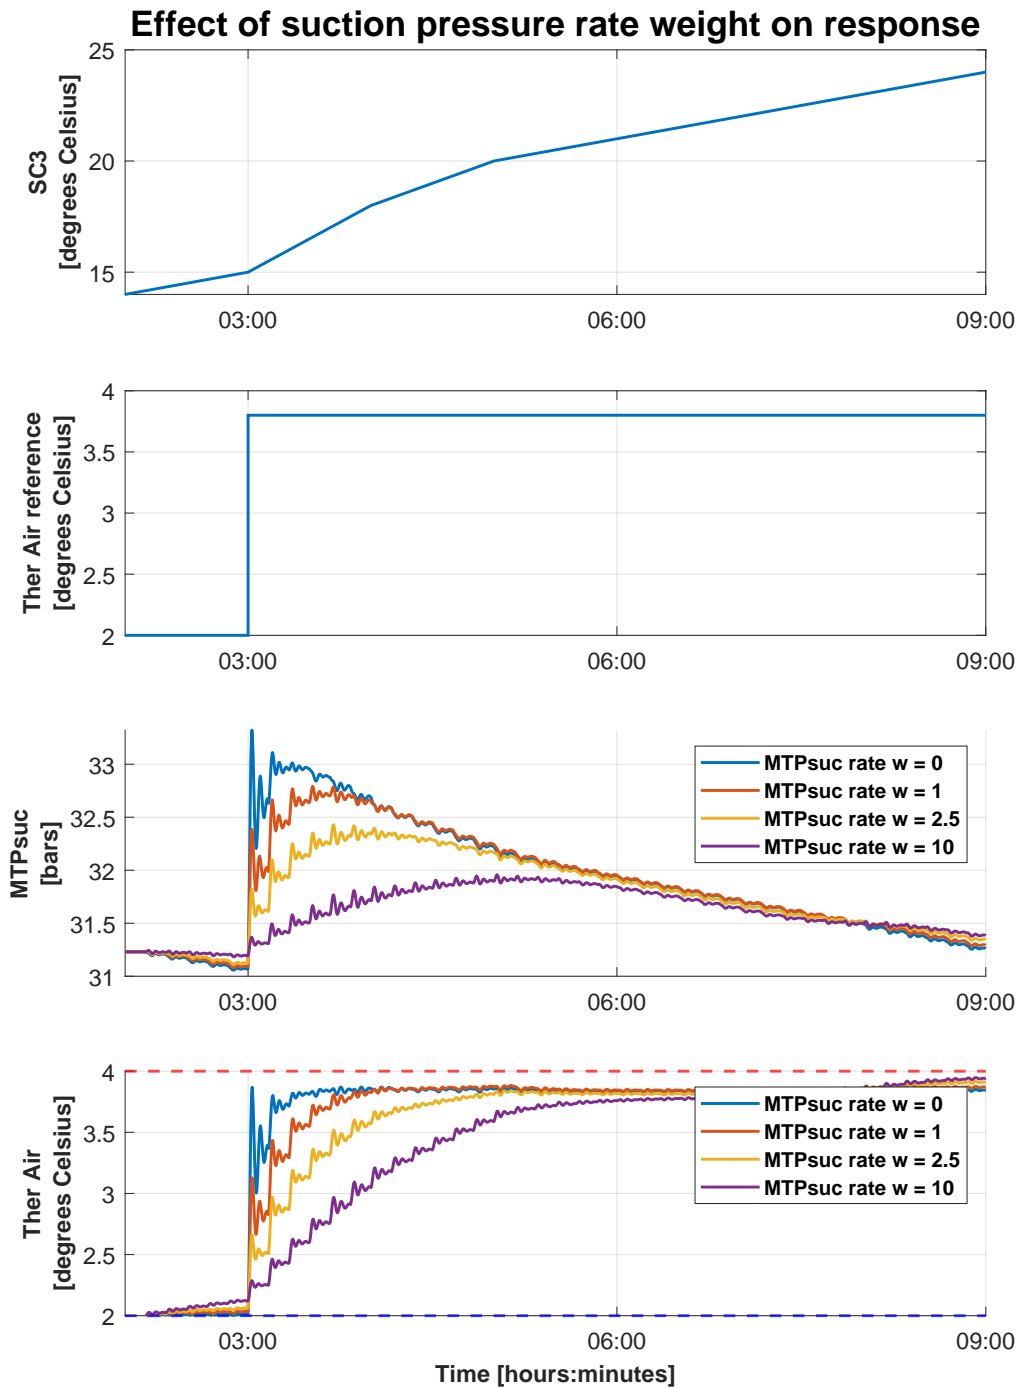 Effect of suction pressure rate weight on response
25
20
15
SC3
[degrees Celsius]
03:00 06:00 09:00
4
3.5
3
2.5
2
Ther Air reference
[degrees Celsius]
03:00 06:00 09:00
33
32.5
32
31.5
31
MTPsuc
[bars]
MTPsuc rate w = 0
MTPsuc rate w = 1
MTPsuc rate w = 2.5
MTPsuc rate w = 10
03:00 06:00 09:00
4
3.5
3
2.5
2
Ther Air
[degrees Celsius]
MTPsuc rate w = 0
MTPsuc rate w = 1
MTPsuc rate w = 2.5
MTPsuc rate w = 10
03:00 06:00 09:00
Time [hours:minutes]